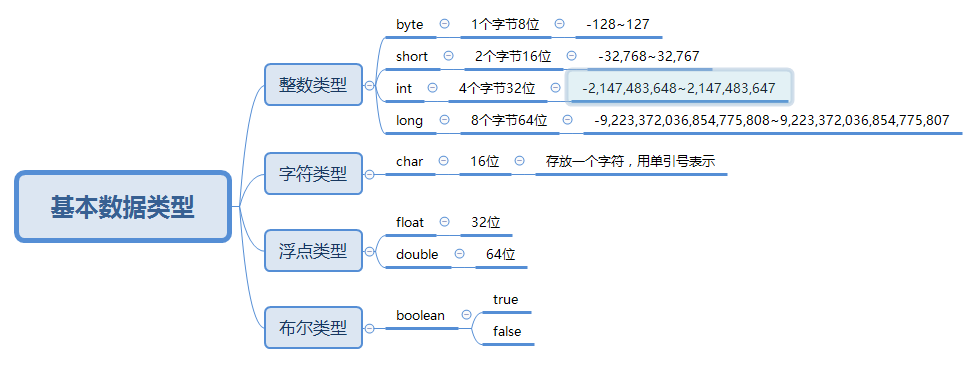 基本数据类型
整数类型
byte 1个字节8位 -128~127
short 2个字节16位 -32,768~32,767
int 4个字节32位 -2,147,483,648~2,147,483,647
long 8个字节64位 -9,223,372,036,854,775,808~9,223,372,036,854,775,807
字符类型
char 16位 存放一个字符，用单引号表示
浮点类型
float 32位
double 64位
布尔类型
boolean
true
false